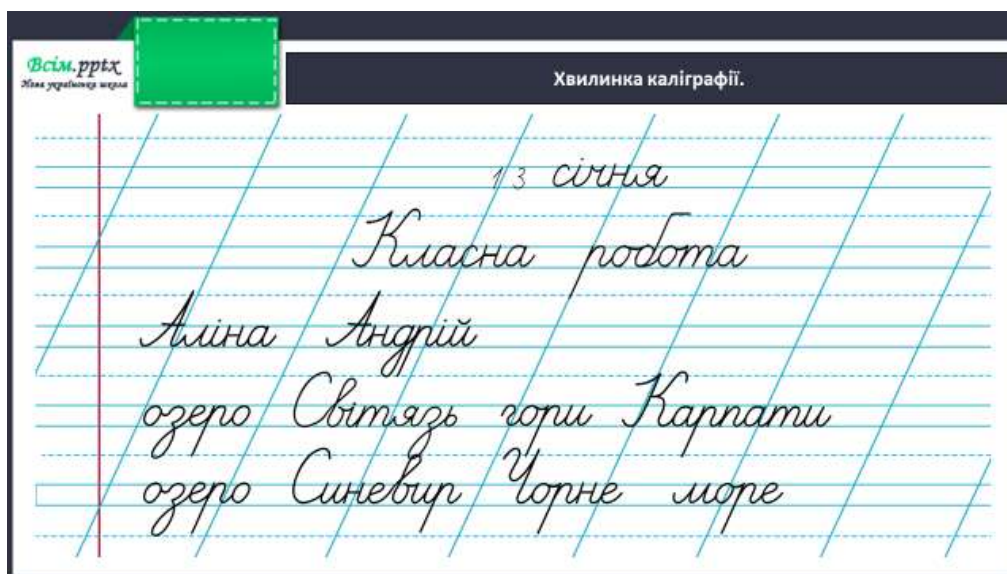 Всім.pptx
Нова українська школа
Хвилинка каліграфії.
13 січня
Класна робота
Аліна Андрій
озеро Світязь гори Карпати
озеро Синевир Чорне море